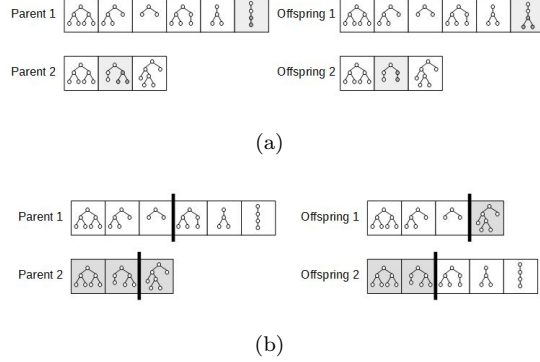 Parent 1 Offspring 1
Parent 2 Offspring 2
(a)
Parent 1 Offspring 1
Parent 2 Offspring 2
(b)